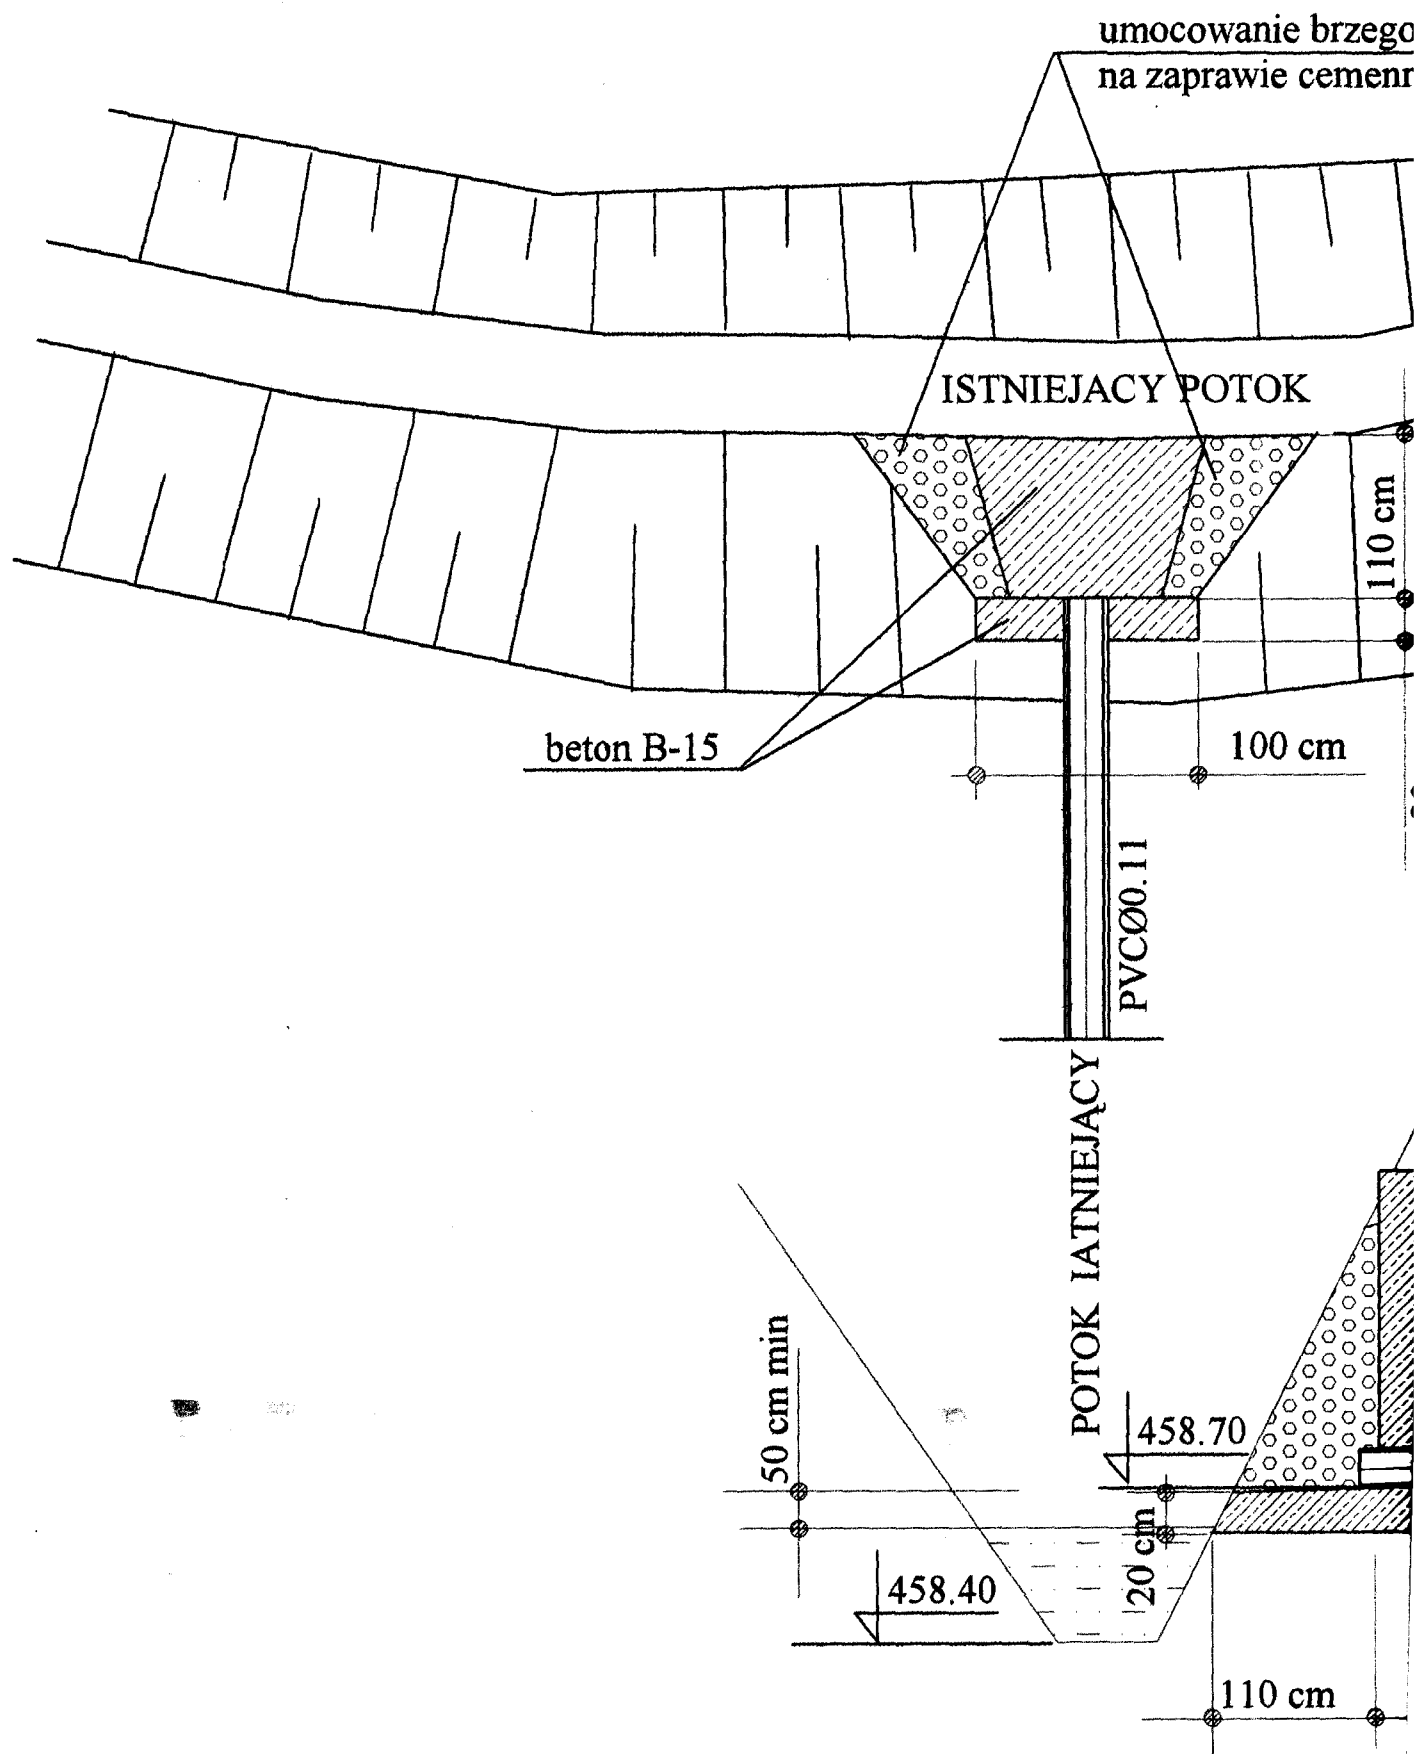 umocowanie brzego
na zaprawie cemenr
ISTNIEJACY POTOK
110 cm
beton B-15
100 cm
PVCØ0.11
POTOK IATNIEJĄCY
50 cm min
458.70
20 cm
458.40
110 cm